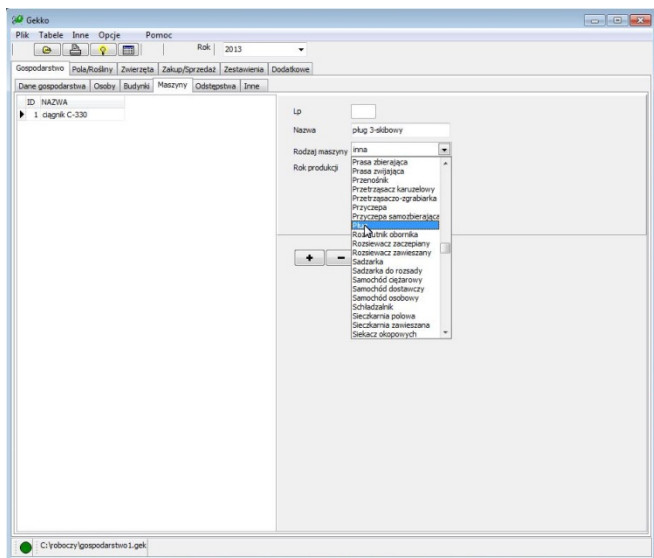 Gekko
Plik Tabele Inne Opcje Pomoc
Rok 2013
Gospodarstwo Pola/Rośliny Zwierzęta Zakup/Sprzedaż Zestawienia Dodatkowe
Dane gospodarstwa Osoby Budynki Maszyny Odstępstwa Inne
ID NAZWA
1 ciągnik C-330
Lp
Nazwa pług 3-skibowy
Rodzaj maszyny inna
Rok produkcji
Prasa zbierająca
Prasa zwijająca
Przenośnik
Przetrząsacz karuzelowy
Przetrząsaczo-zgrabiarka
Przyczepa
Przyczepa samozbierająca
obornika
Rozsiewacz zaczepiany
Rozsiewacz zawieszany
Sadzarka
Sadzarka do rozsady
Samochód ciężarowy
Samochód dostawczy
Samochód osobowy
Schładzalnik
Sieczkarnia polowa
Sieczkarnia zawieszana
Siekacz okopowych
+ −
C:\roboczy\gospodarstwo1.gek